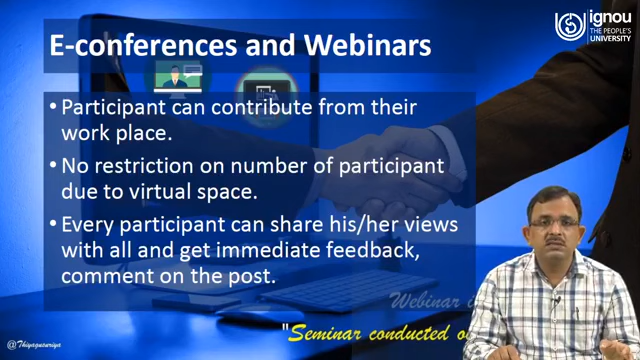 ignou
THE PEOPLE'S
UNIVERSITY
E-conferences and Webinars
• Participant can contribute from their
work place.
• No restriction on number of participant
due to virtual space.
• Every participant can share his/her views
with all and get immediate feedback,
comment on the post.
Webinar i
"Seminar conducted o
@Thiyagusuriya